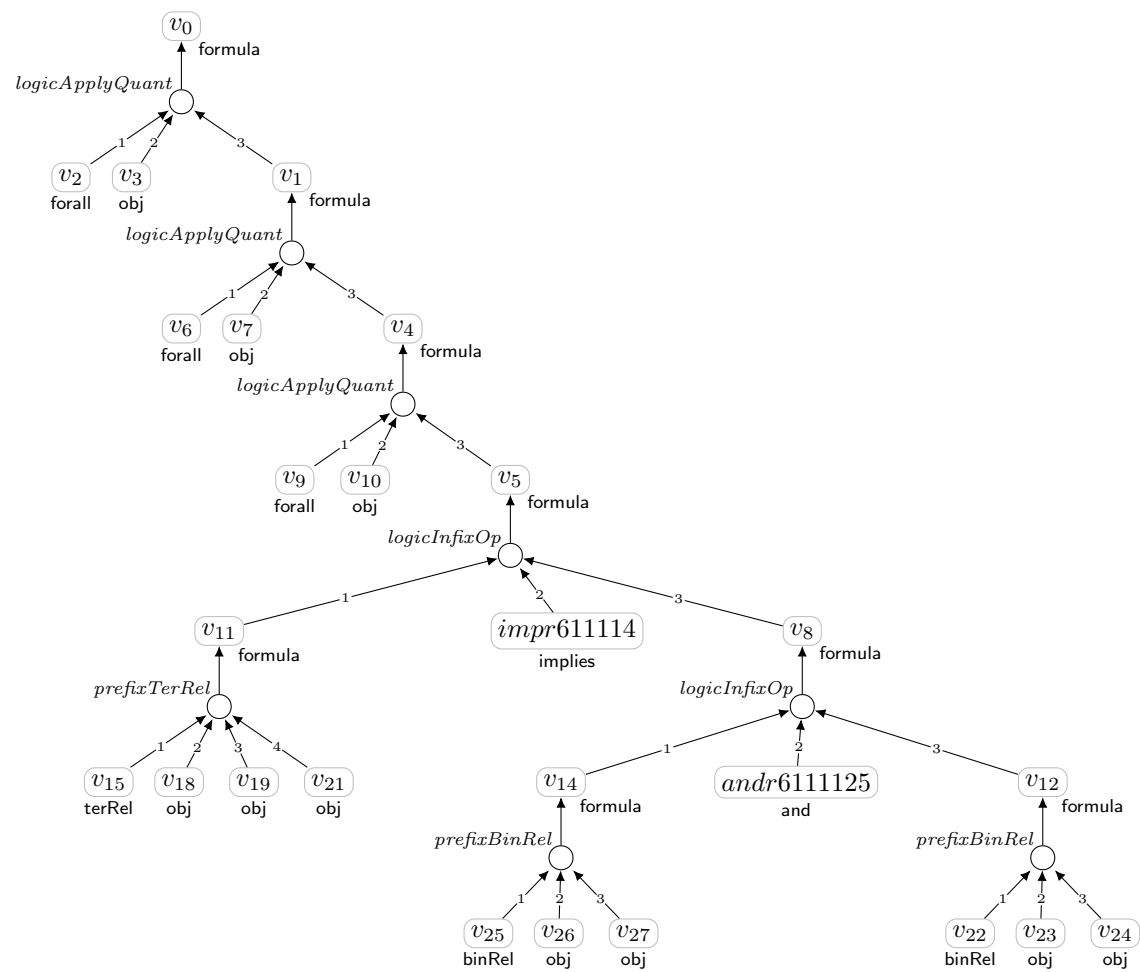 v0
formula
logicApplyQuant
1 2 3
v2 v3 v1
forall obj formula
logicApplyQuant
1 2 3
v6 v7 v4
forall obj formula
logicApplyQuant
1 2 3
v9 v10 v5
forall obj formula
logicInfixOp
1 2 3
v11 impr611114 v8
formula implies formula
prefixTerRel logicInfixOp
1 2 3 4 1 2 3
v15 v18 v19 v21 v14 andr6111125 v12
terRel obj obj obj formula and formula
prefixBinRel prefixBinRel
1 2 3 1 2 3
v25 v26 v27 v22 v23 v24
binRel obj obj binRel obj obj